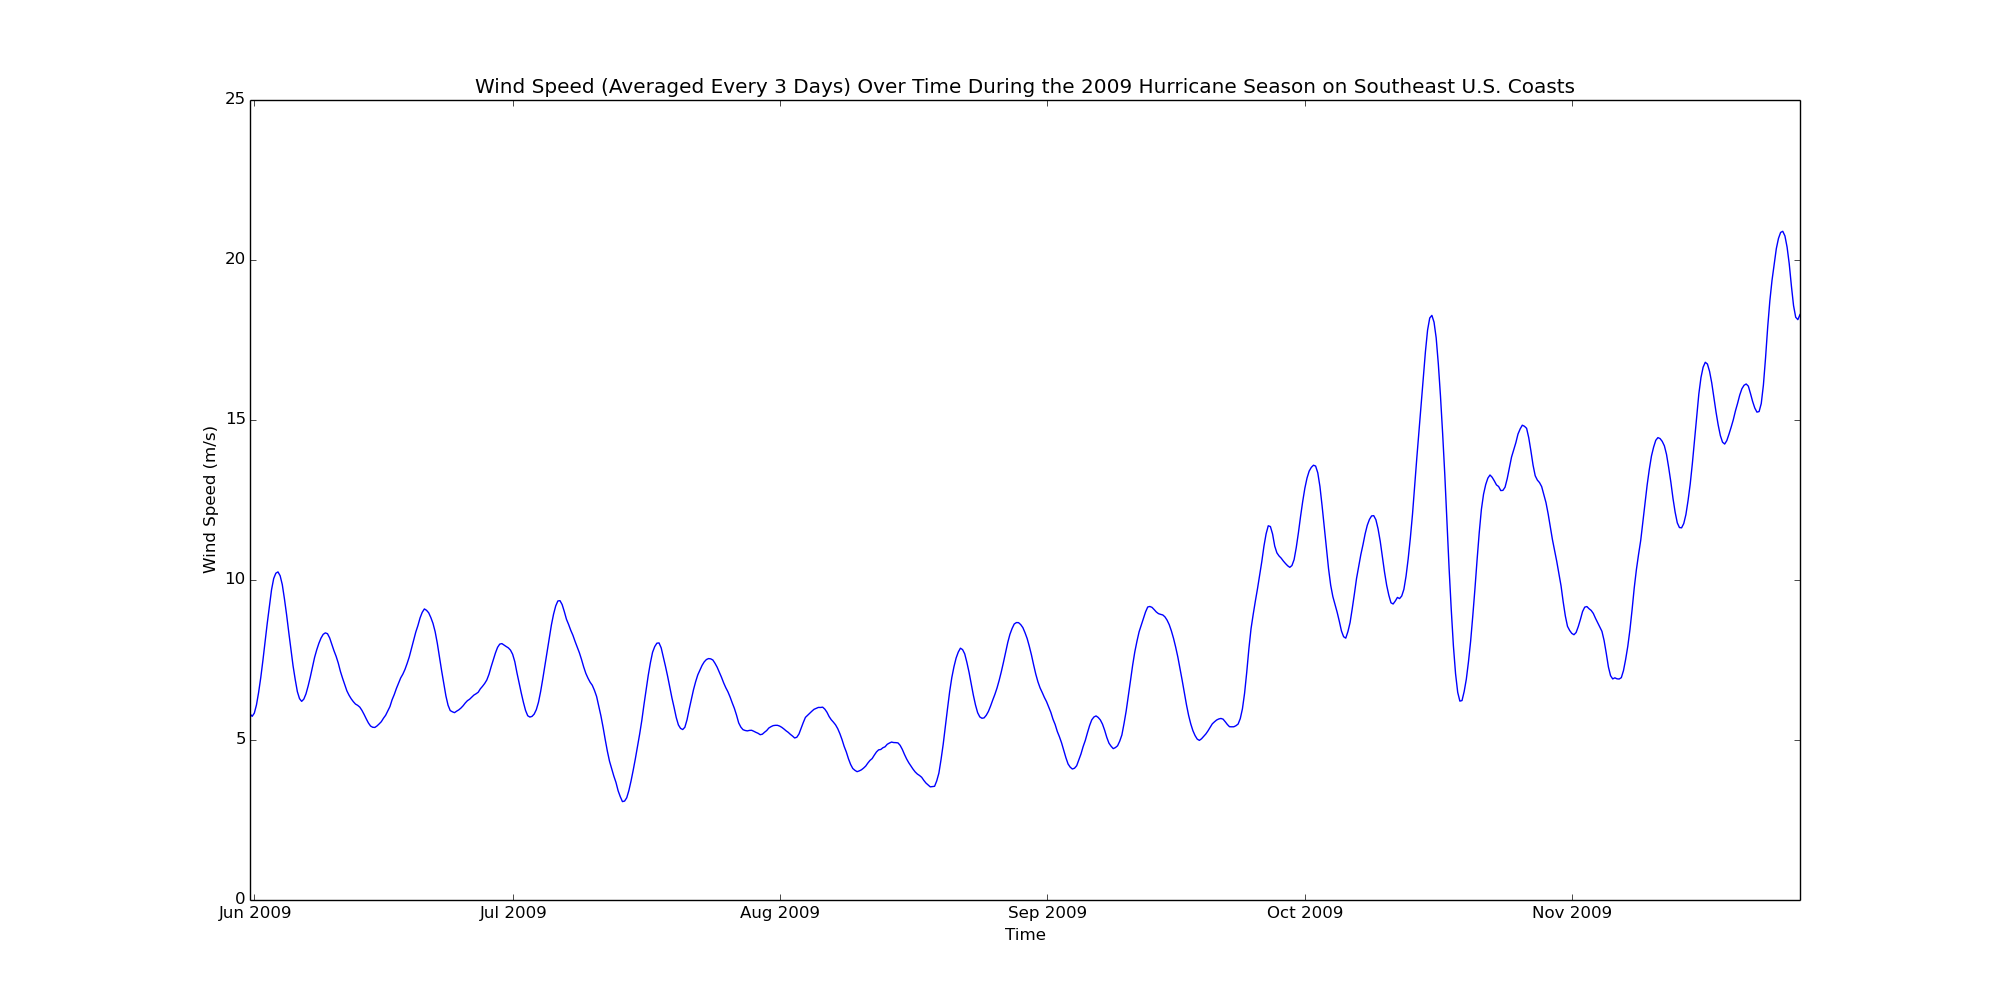 Wind Speed (Averaged Every 3 Days) Over Time During the 2009 Hurricane Season on Southeast U.S. Coasts
25
20
15
10
5
0
Wind Speed (m/s)
Jun 2009 Jul 2009 Aug 2009 Sep 2009 Oct 2009 Nov 2009
Time